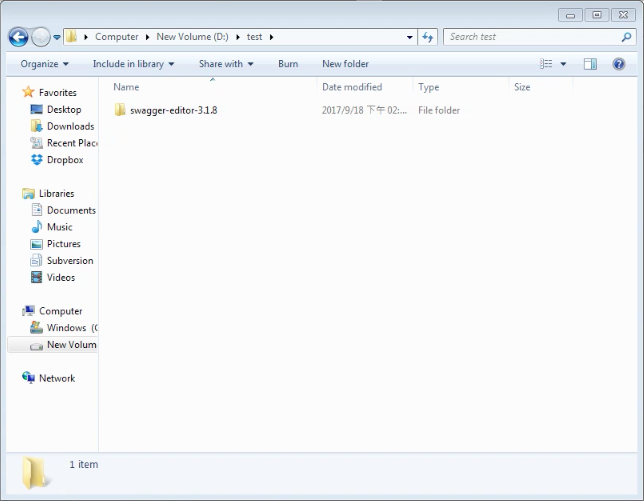 Computer New Volume (D:) test Search test
Organize Include in library Share with Burn New folder
Name Date modified Type Size
swagger-editor-3.1.8 2017/9/18 下午 02:... File folder
Favorites
Desktop
Downloads
Recent Plac
Dropbox
Libraries
Documents
Music
Pictures
Subversion
Videos
Computer
Windows (C
New Volum
Network
1 item